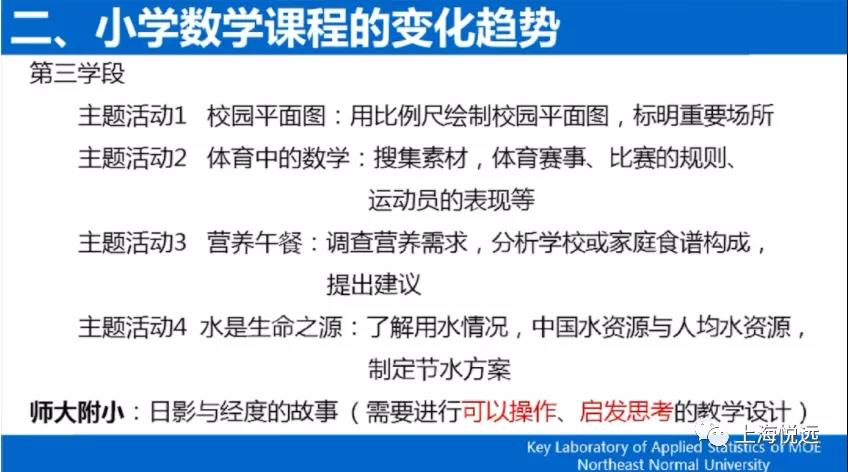 二、小学数学课程的变化趋势
第三学段
主题活动1 校园平面图：用比例尺绘制校园平面图，标明重要场所
主题活动2 体育中的数学：搜集素材，体育赛事、比赛的规则、
运动员的表现等
主题活动3 营养午餐：调查营养需求，分析学校或家庭食谱构成，
提出建议
主题活动4 水是生命之源：了解用水情况，中国水资源与人均水资源，
制定节水方案
师大附小：日影与经度的故事（需要进行可以操作、启发思考的教学设计）
上海悦远
Key Laboratory of Applied Statistics of MOE
Northeast Normal University